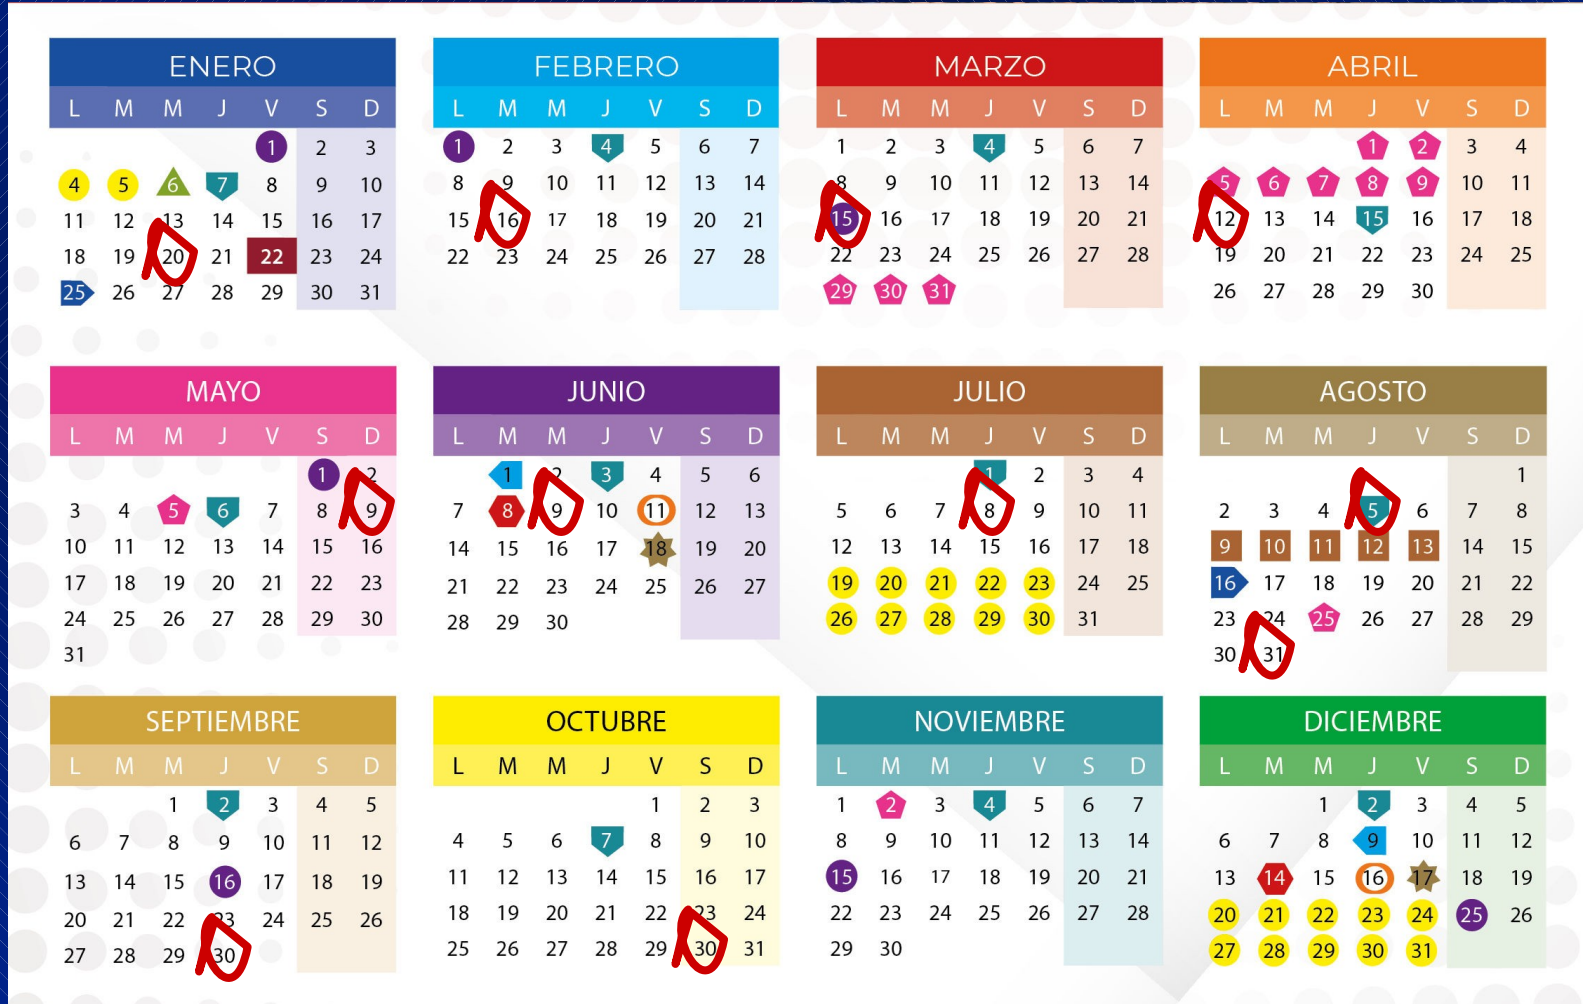 ENERO
L M M J V S D
1 2 3
4 5 6 7 8 9 10
11 12 13 14 15 16 17
18 19 20 21 22 23 24
25 26 27 28 29 30 31
FEBRERO
L M M J V S D
1 2 3 4 5 6 7
8 9 10 11 12 13 14
15 16 17 18 19 20 21
22 23 24 25 26 27 28
MARZO
L M M J V S D
1 2 3 4 5 6 7
8 9 10 11 12 13 14
15 16 17 18 19 20 21
22 23 24 25 26 27 28
29 30 31
ABRIL
L M M J V S D
1 2 3 4
5 6 7 8 9 10 11
12 13 14 15 16 17 18
19 20 21 22 23 24 25
26 27 28 29 30
MAYO
L M M J V S D
1 2
3 4 5 6 7 8 9
10 11 12 13 14 15 16
17 18 19 20 21 22 23
24 25 26 27 28 29 30
31
JUNIO
L M M J V S D
1 2 3 4 5 6
7 8 9 10 11 12 13
14 15 16 17 18 19 20
21 22 23 24 25 26 27
28 29 30
JULIO
L M M J V S D
1 2 3 4
5 6 7 8 9 10 11
12 13 14 15 16 17 18
19 20 21 22 23 24 25
26 27 28 29 30 31
AGOSTO
L M M J V S D
1
2 3 4 5 6 7 8
9 10 11 12 13 14 15
16 17 18 19 20 21 22
23 24 25 26 27 28 29
30 31
SEPTIEMBRE
L M M J V S D
1 2 3 4 5
6 7 8 9 10 11 12
13 14 15 16 17 18 19
20 21 22 23 24 25 26
27 28 29 30
OCTUBRE
L M M J V S D
1 2 3
4 5 6 7 8 9 10
11 12 13 14 15 16 17
18 19 20 21 22 23 24
25 26 27 28 29 30 31
NOVIEMBRE
L M M J V S D
1 2 3 4 5 6 7
8 9 10 11 12 13 14
15 16 17 18 19 20 21
22 23 24 25 26 27 28
29 30
DICIEMBRE
L M M J V S D
1 2 3 4 5
6 7 8 9 10 11 12
13 14 15 16 17 18 19
20 21 22 23 24 25 26
27 28 29 30 31